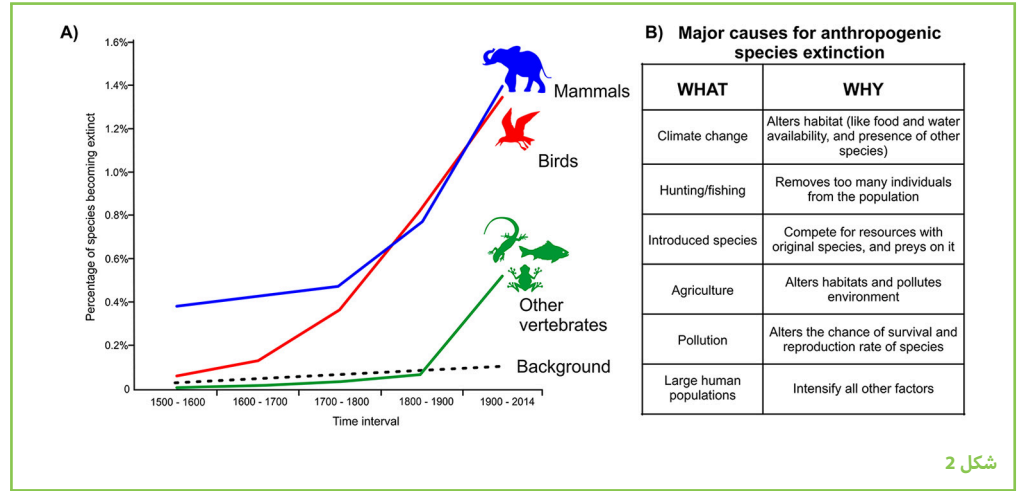 A)
Percentage of species becoming extinct
1.6%
1.4%
1.2%
1.0%
0.8%
0.6%
0.4%
0.2%
0
Mammals
Birds
Other
vertebrates
Background
1500 - 1600
1600 - 1700
1700 - 1800
1800 - 1900
1900 - 2014
Time interval
B) Major causes for anthropogenic
species extinction
WHAT
WHY
Climate change
Alters habitat (like food and water
availability, and presence of other
species)
Hunting/fishing
Removes too many individuals
from the population
Introduced species
Compete for resources with
original species, and preys on it
Agriculture
Alters habitats and pollutes
environment
Pollution
Alters the chance of survival and
reproduction rate of species
Large human
populations
Intensify all other factors
شكل 2